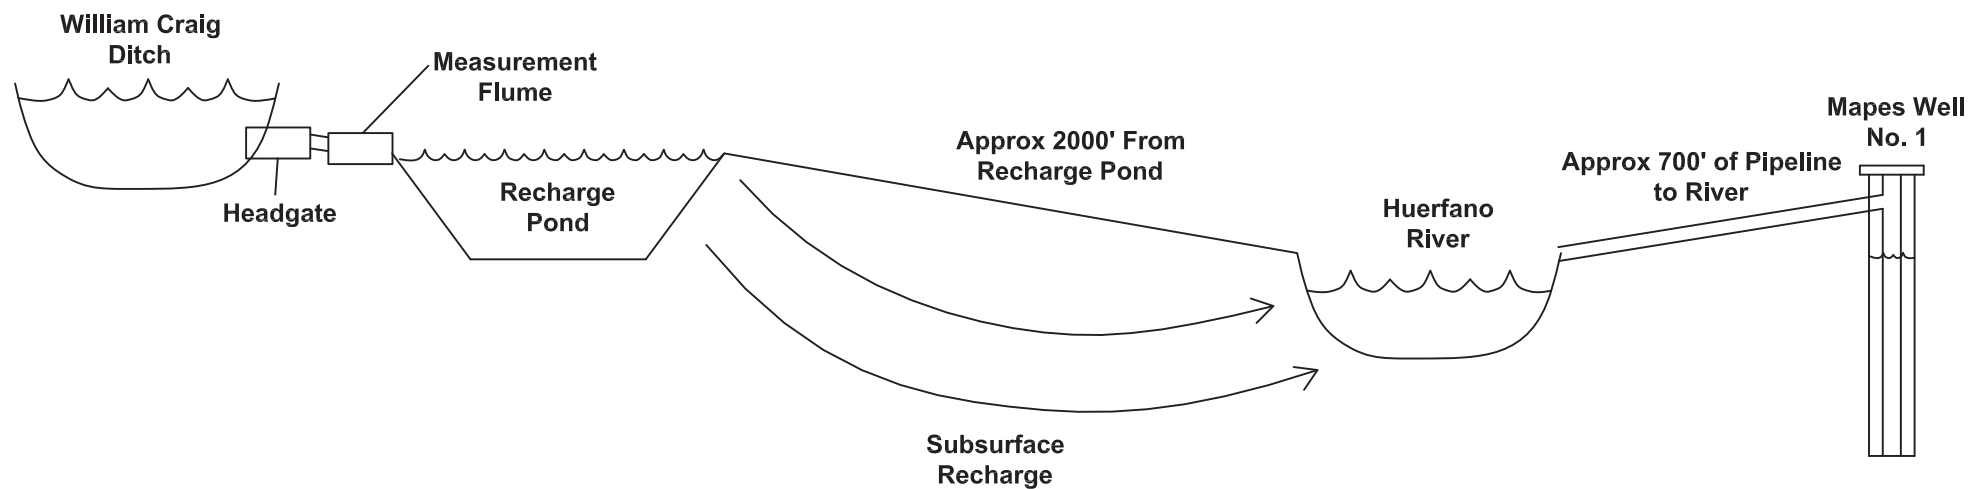 William Craig
Ditch
Measurement
Flume
Headgate
Recharge
Pond
Approx 2000' From
Recharge Pond
Subsurface
Recharge
Huerfano
River
Approx 700' of Pipeline
to River
Mapes Well
No. 1